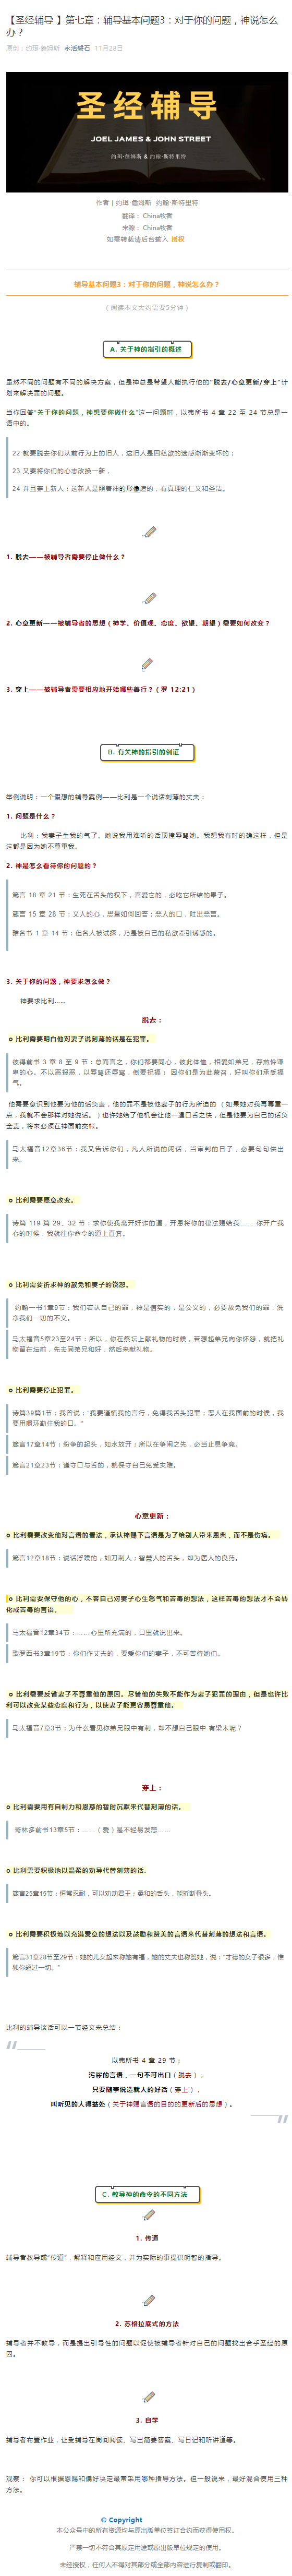 【圣经辅导 】第七章：辅导基本问题3：对于你的问题，神说怎么
办？
原创：约珥·詹姆斯 水活磐石 11月28日
圣经辅导
JOEL JAMES & JOHN STREET
约珥·詹姆斯 & 约翰·斯特里特
作者 | 约珥 詹姆斯 约翰 斯特里特
翻译： China牧者
来源： China牧者
如需转载请后台输入 授权
辅导基本问题3：对于你的问题，神说怎么办？
（ 阅读本文大约需要5分钟 ）
A. 关于神的指引的概述
虽然不同的问题有不同的解决方案，但是神总是希望人能执行他的“脱去/心意更新/穿上”计
划来解决罪的问题。
当你回答“关于你的问题，神想要你做什么”这一问题时，以弗所书 4 章 22 至 24 节总是一
语中的。
22 就要脱去你们从前行为上的旧人，这旧人是因私欲的迷惑渐渐变坏的；
23 又要将你们的心志改换一新，
24 并且穿上新人；这新人是照着神的形像造的，有真理的仁义和圣洁。
1. 脱去——被辅导者需要停止做什么？
2. 心意更新——被辅导者的思想（神学、价值观、态度、欲望、期望）需要如何改变？
3. 穿上——被辅导者需要相应地开始哪些善行？（罗 12:21）
B. 有关神的指引的例证
举例说明：一个假想的辅导案例——比利是一个说话刻薄的丈夫：
1. 问题是什么？
比利：我妻子生我的气了。她说我用难听的话顶撞辱骂她。我想我有时的确这样，但是
这都是因为她不尊重我。
2. 神是怎么看待你的问题的？
箴言 18 章 21 节：生死在舌头的权下，喜爱它的，必吃它所结的果子。
箴言 15 章 28 节：义人的心，思量如何回答；恶人的口，吐出恶言。
雅各书 1 章 14 节：但各人被试探，乃是被自己的私欲牵引诱惑的。
3. 关于你的问题，神要求怎么做？
神要求比利……
脱去：
o 比利需要明白他对妻子说刻薄的话是在犯罪。
彼得前书 3 章 8 至 9 节：总而言之，你们都要同心，彼此体恤，相爱如弟兄，存慈怜谦
卑的心。不以恶报恶，以辱骂还辱骂，倒要祝福； 因你们是为此蒙召，好叫你们承受福
气。
他需要意识到他要为他的话负责，他的罪不是被他妻子的行为所迫的 （ 如果她对我再尊重一
点，我就不会那样对她说话。）也许她给了他机会让他一逞口舌之快，但是他要为自己的话负
全责，将来必须在神面前交帐。
马太福音12章36节：我又告诉你们，凡人所说的闲话，当审判的日子，必要句句供出
来。
o 比利需要愿意改变。
诗篇 119 篇 29、32 节：求你使我离开奸诈的道，开恩将你的律法赐给我…… 你开广我
心的时候，我就往你命令的道上直奔。
o 比利需要祈求神的赦免和妻子的饶恕。
约翰一书1章9节：我们若认自己的罪，神是信实的，是公义的，必要赦免我们的罪，洗
净我们一切的不义。
马太福音5章23至24节：所以，你在祭坛上献礼物的时候，若想起弟兄向你怀怨，就把礼
物留在坛前，先去同弟兄和好，然后来献礼物。
o 比利需要停止犯罪。
诗篇39篇1节：我曾说：“我要谨慎我的言行，免得我舌头犯罪；恶人在我面前的时候，我
要用嚼环勒住我的口。”
箴言17章14节：纷争的起头，如水放开；所以在争闹之先，必当止息争竞。
箴言21章23节：谨守口与舌的，就保守自己免受灾难。
心意更新：
o 比利需要改变他对言语的看法，承认神赐下言语是为了给别人带来恩典，而不是伤痛。
箴言12章18节：说话浮躁的，如刀刺人；智慧人的舌头，却为医人的良药。
o 比利需要保守他的心，不容自己对妻子心生怒气和苦毒的想法，这样苦毒的想法才不会转
化成苦毒的言语。
马太福音12章34节：……心里所充满的，口里就说出来。
歌罗西书3章19节：你们作丈夫的，要爱你们的妻子，不可苦待她们。
o 比利需要反省妻子不尊重他的原因。尽管他的失败不能作为妻子犯罪的理由，但是也许比
利可以改变某些态度和行为，以使妻子能更容易尊重他。
马太福音7章3节：为什么看见你弟兄眼中有刺，却不想自己眼中 有梁木呢？
穿上：
o 比利需要用有自制力和恩慈的暂时沉默来代替刻薄的话。
哥林多前书13章5节：……（爱）是不轻易发怒……
o 比利需要积极地以温柔的劝导代替刻薄的话.
箴言25章15节：恒常忍耐，可以劝动君王；柔和的舌头，能折断骨头。
o 比利需要积极地以充满爱意的想法以及鼓励和赞美的言语来代替刻薄的想法和言语。
箴言31章28节至29节：她的儿女起来称她有福，她的丈夫也称赞她，说：“才德的女子很多，惟
独你超过一切。”
比利的辅导谈话可以一节经文来总结：
以弗所书 4 章 29 节：
污秽的言语，一句不可出口（脱去），
只要随事说造就人的好话（穿上），
叫听见的人得益处（关于神赐言语的目的的更新后的思想）。
C. 教导神的命令的不同方法
1. 传道
辅导者教导或“传道”，解释和应用经文，并为实际的事提供明智的指导。
2. 苏格拉底式的方法
辅导者并不教导，而是提出引导性的问题以促使被辅导者针对自己的问题找出合乎圣经的原
因。
3. 自学
辅导者布置作业，让受辅导在周间阅读、写出简要答案、写日记和听讲道等。
观察： 你可以根据恩赐和偏好决定最常采用哪种指导方法。但一般说来，最好混合使用三种
方法。
© Copyright
本公众号中的所有资源均与原出版单位签订合约而获得使用权。
严禁一切不符合其原定用途或原出版单位规定的使用。
未经授权，任何人不得对其部分或全部内容进行复制或翻印。